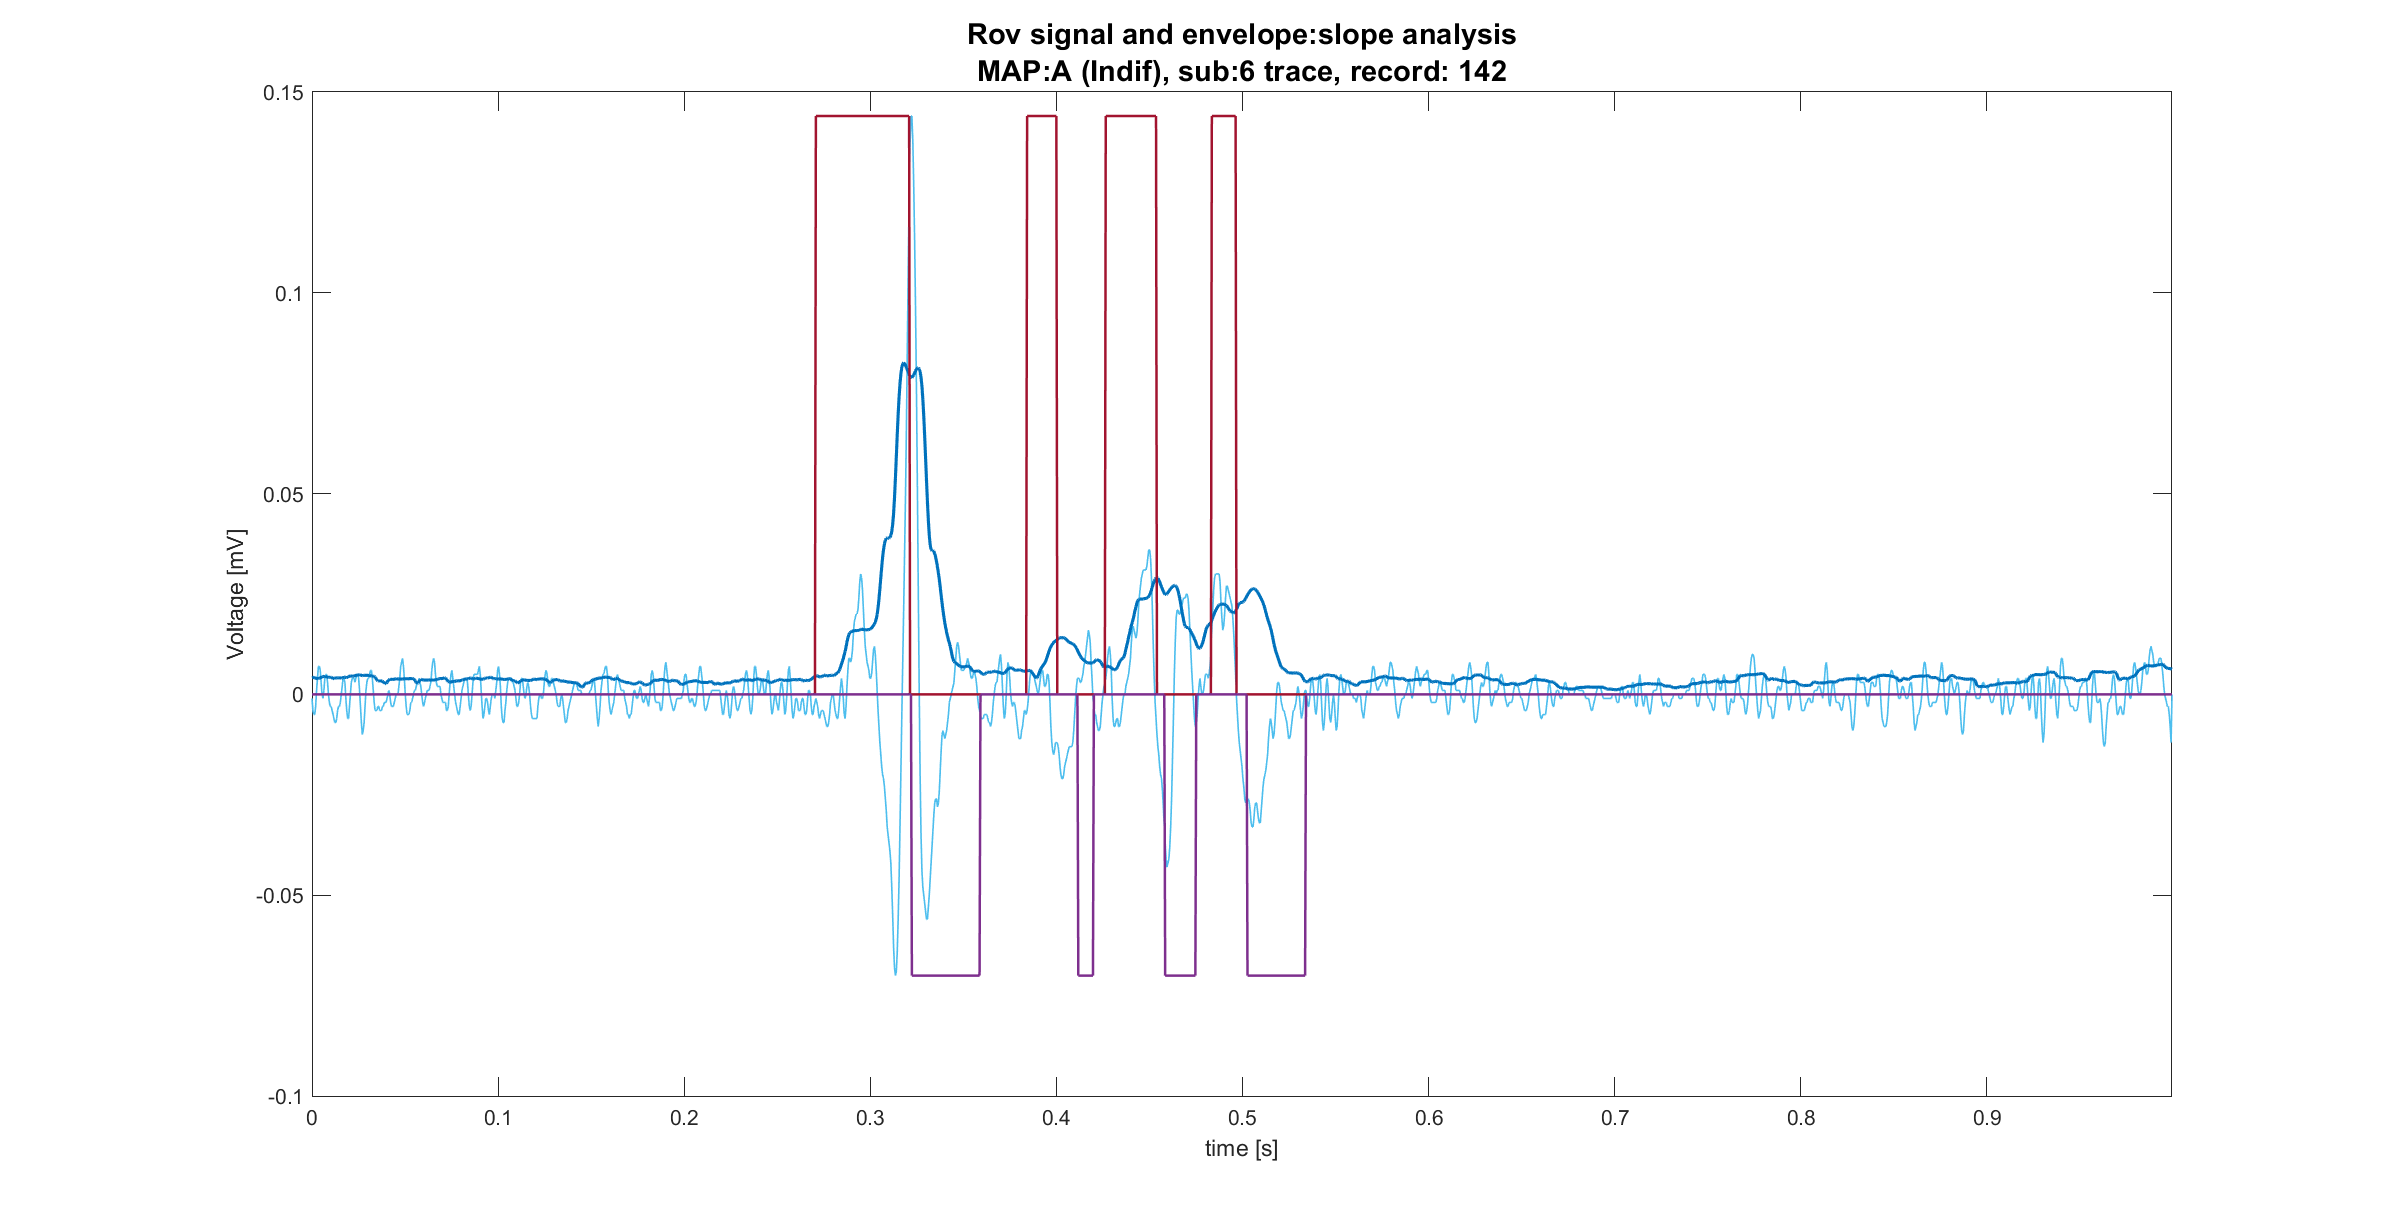 Rov signal and envelope:slope analysis
MAP:A (Indif), sub:6 trace, record: 142
0.15
0.1
0.05
0
-0.05
-0.1
Voltage [mV]
0 0.1 0.2 0.3 0.4 0.5 0.6 0.7 0.8 0.9
time [s]